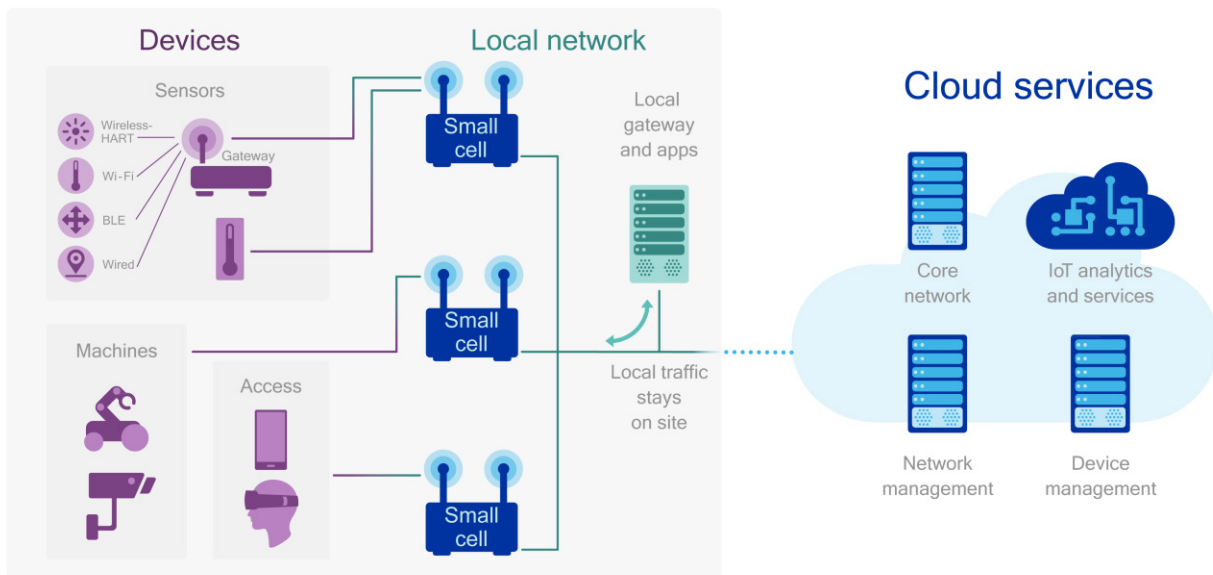 Devices
Local network
Sensors
Wireless-
HART
Wi-Fi
BLE
Wired
Gateway
Small
cell
Local
gateway
and apps
Small
cell
Local traffic
stays
on site
Machines
Access
Small
cell
Cloud services
Core
network
IoT analytics
and services
Network
management
Device
management